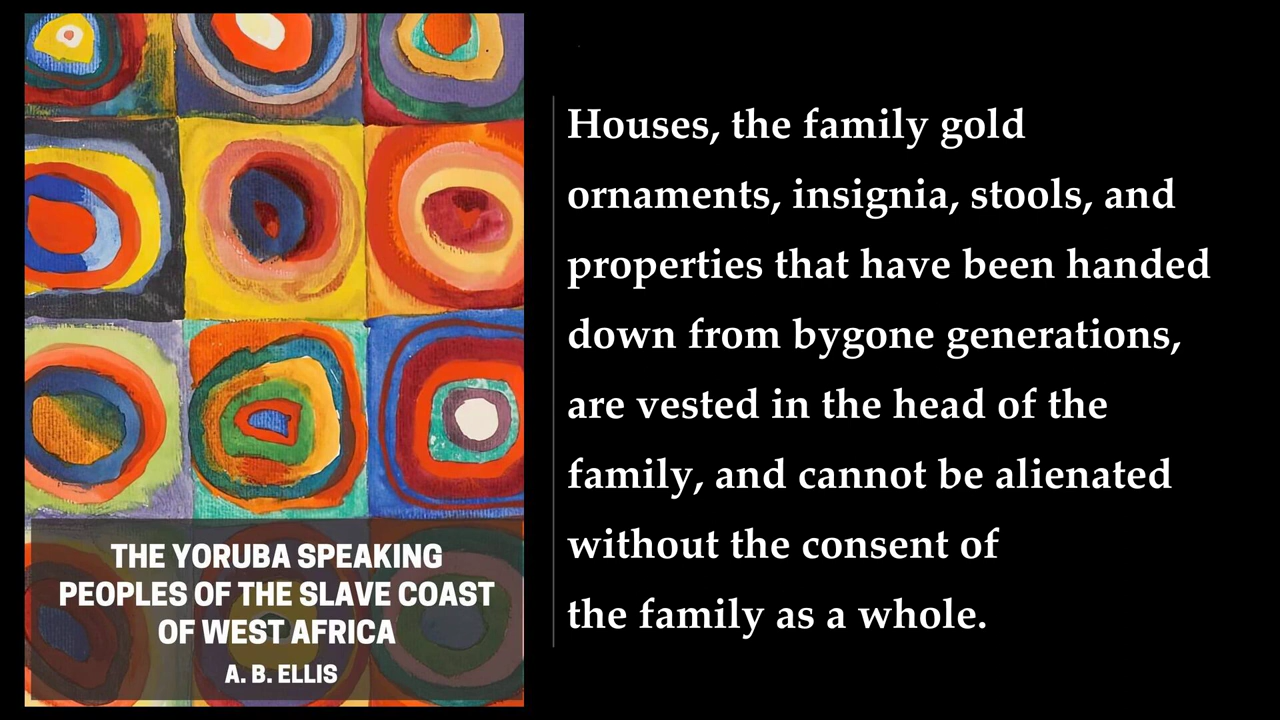 THE YORUBA SPEAKING
PEOPLES OF THE SLAVE COAST
OF WEST AFRICA
A. B. ELLIS
Houses, the family gold
ornaments, insignia, stools, and
properties that have been handed
down from bygone generations,
are vested in the head of the
family, and cannot be alienated
without the consent of
the family as a whole.